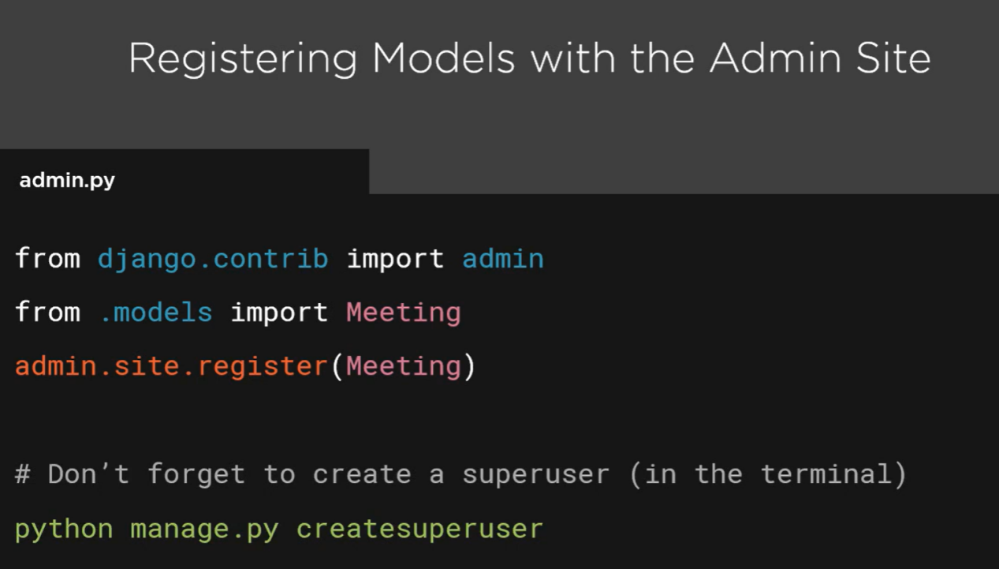 Registering Models with the Admin Site
admin.py
from django.contrib import admin
from .models import Meeting
admin.site.register(Meeting)
# Don’t forget to create a superuser (in the terminal)
python manage.py createsuperuser